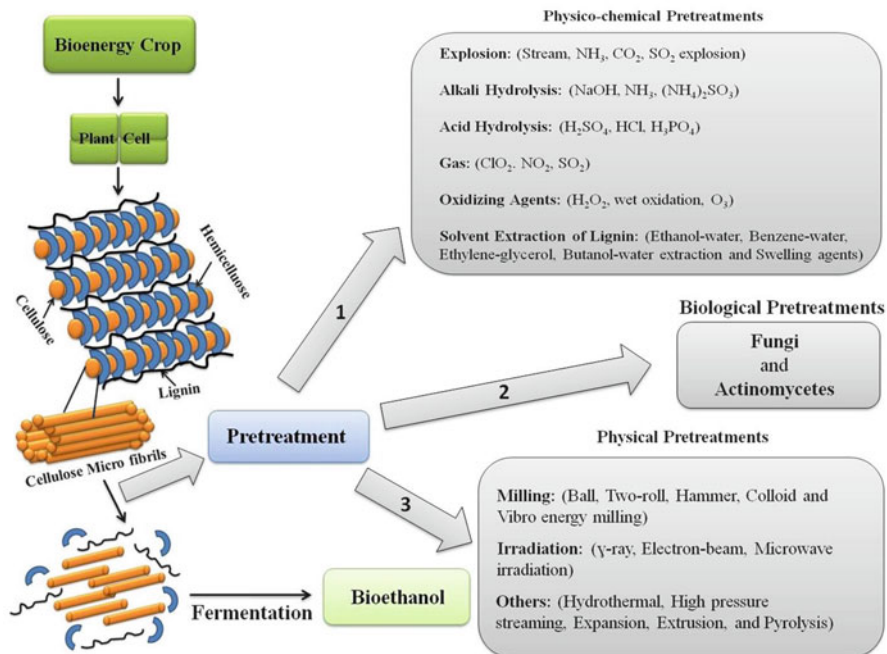 Bioenergy Crop
Plant Cell
Cellulose
Hemicelluose
Lignin
Cellulose Micro fibrils
Pretreatment
Fermentation
Bioethanol
1
Physico-chemical Pretreatments
Explosion: (Stream, NH₃, CO₂, SO₂ explosion)
Alkali Hydrolysis: (NaOH, NH₃, (NH₄)₂SO₃)
Acid Hydrolysis: (H₂SO₄, HCl, H₃PO₄)
Gas: (ClO₂. NO₂, SO₂)
Oxidizing Agents: (H₂O₂, wet oxidation, O₃)
Solvent Extraction of Lignin: (Ethanol-water, Benzene-water,
Ethylene-glycerol, Butanol-water extraction and Swelling agents)
2
Biological Pretreatments
Fungi
and
Actinomycetes
3
Physical Pretreatments
Milling: (Ball, Two-roll, Hammer, Colloid and
Vibro energy milling)
Irradiation: (γ-ray, Electron-beam, Microwave
irradiation)
Others: (Hydrothermal, High pressure
streaming, Expansion, Extrusion, and Pyrolysis)